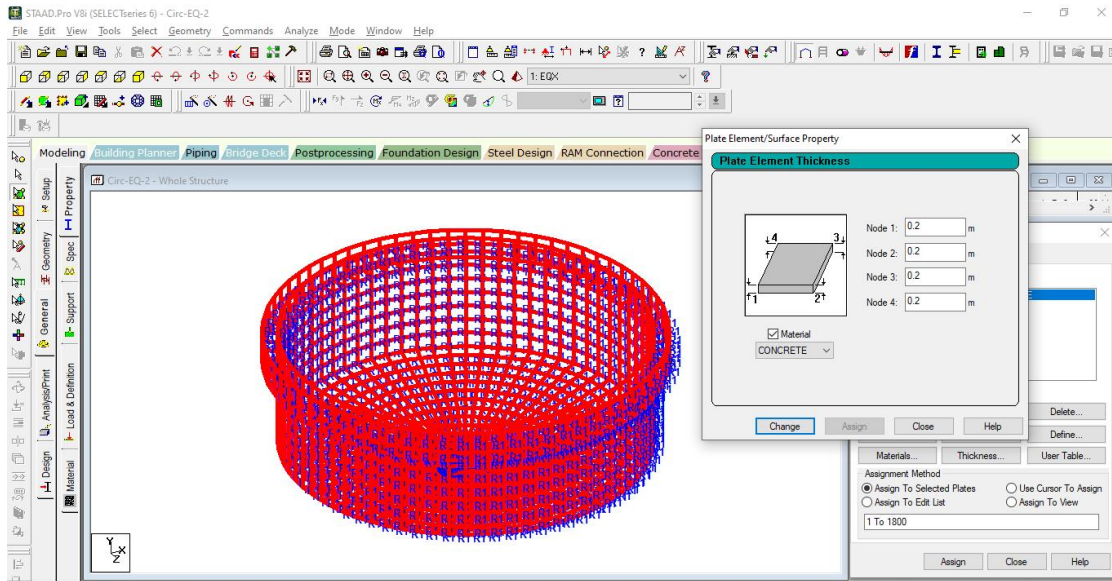 STAAD.Pro V8i (SELECTseries 6) - Circ-EQ-2
File Edit View Tools Select Geometry Commands Analyze Mode Window Help
1: EQX
Modeling Building Planner Piping Bridge Deck Postprocessing Foundation Design Steel Design RAM Connection Concrete
Setup
Geometry
General
Analysis/Print
Design
Property
Spec
Support
Load & Definition
Material
Circ-EQ-2 - Whole Structure
Y
X
Z
Plate Element/Surface Property
Plate Element Thickness
4 3
1 2
Node 1: 0.2 m
Node 2: 0.2 m
Node 3: 0.2 m
Node 4: 0.2 m
Material
CONCRETE
Change Assign Close Help
Delete...
Define...
Materials... Thickness... User Table...
Assignment Method
Assign To Selected Plates Use Cursor To Assign
Assign To Edit List Assign To View
1 To 1800
Assign Close Help